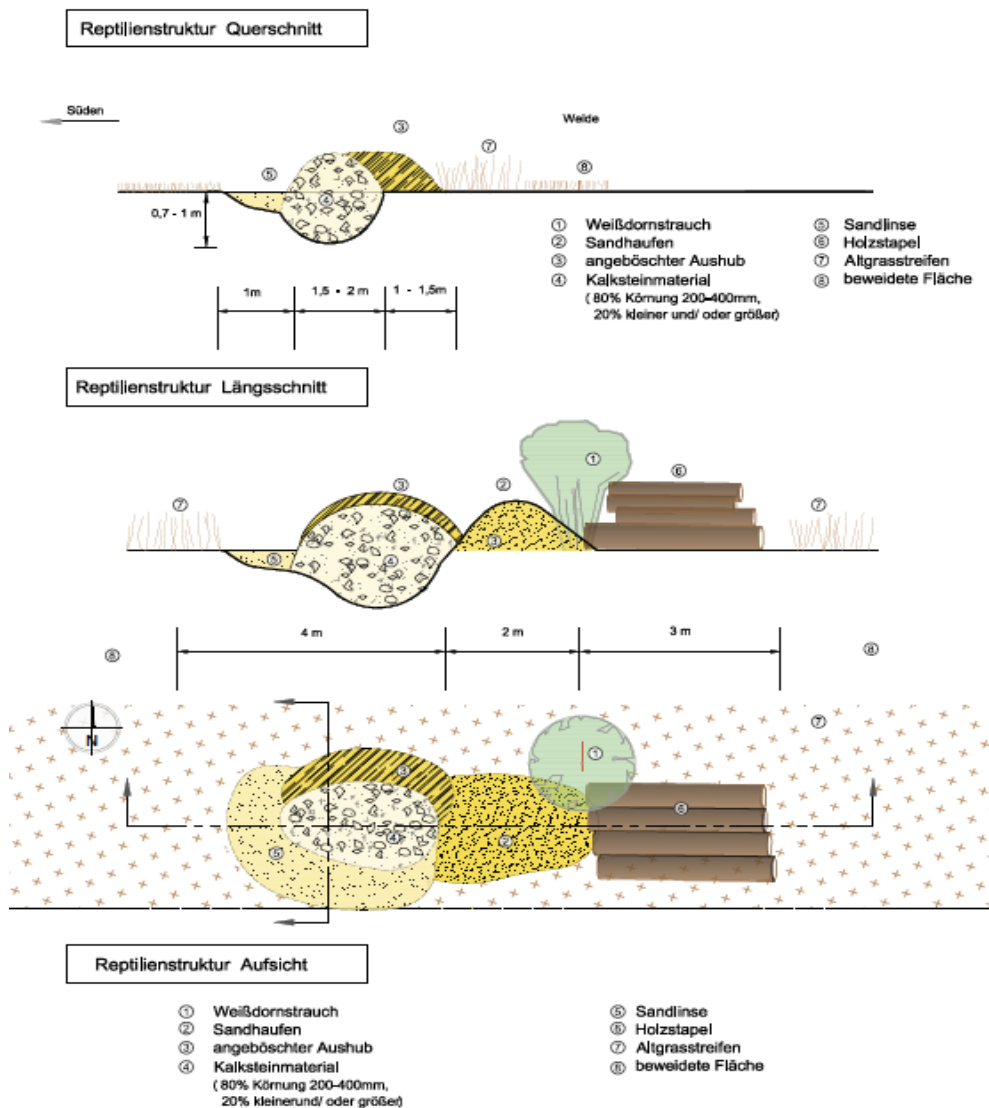 Reptilienstruktur Querschnitt
Süden
③
Weide
⑦
⑤
⑧
④
0,7 - 1 m
① Weißdornstrauch
② Sandhaufen
③ angeböschter Aushub
④ Kalksteinmaterial
( 80% Körnung 200-400mm,
20% kleiner und/ oder größer)
⑤ Sandlinse
⑥ Holzstapel
⑦ Altgrasstreifen
⑧ beweidete Fläche
1m
1,5 - 2 m
1 - 1,5m
Reptilienstruktur Längsschnitt
①
⑥
③
②
⑦
⑦
③
⑤
④
4 m
2 m
3 m
⑧
⑧
N
⑦
①
③
⑥
④
②
⑤
Reptilienstruktur Aufsicht
① Weißdornstrauch
② Sandhaufen
③ angeböschter Aushub
④ Kalksteinmaterial
( 80% Körnung 200-400mm,
20% kleinerund/ oder größer)
⑤ Sandlinse
⑥ Holzstapel
⑦ Altgrasstreifen
⑧ beweidete Fläche